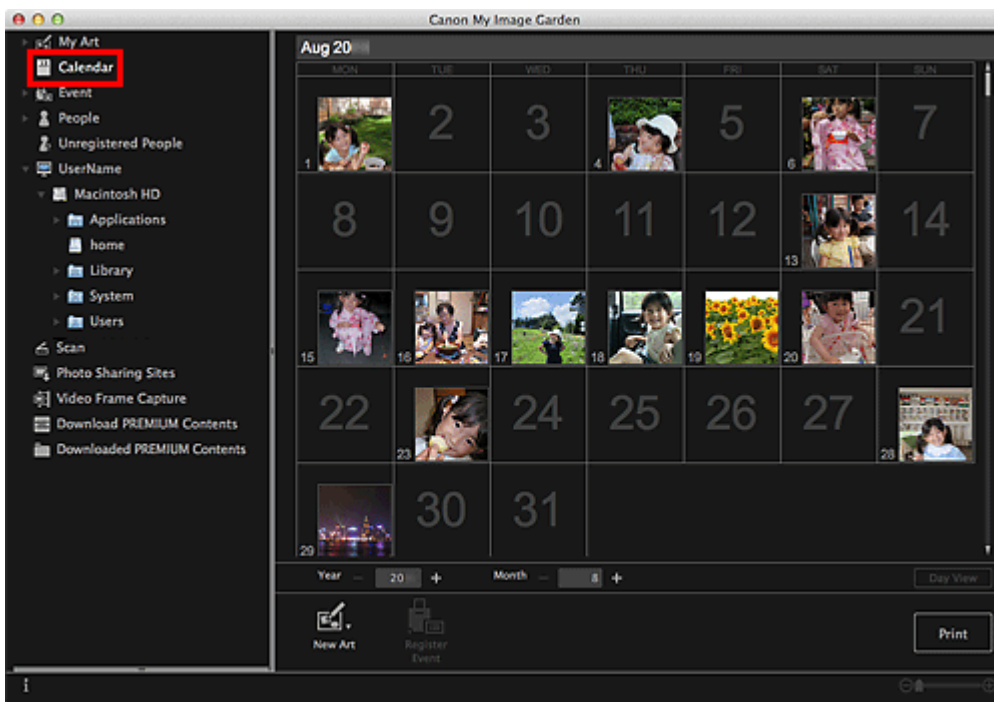 Canon My Image Garden
My Art
Calendar
Event
People
Unregistered People
UserName
Macintosh HD
Applications
home
Library
System
Users
Scan
Photo Sharing Sites
Video Frame Capture
Download PREMIUM Contents
Downloaded PREMIUM Contents
Aug 20
MON TUE WED THU FRI SAT SUN
1 2 3 4 5 6 7
8 9 10 11 12 13 14
15 16 17 18 19 20 21
22 23 24 25 26 27 28
29 30 31
Year − 20 + Month − 8 + Day View
New Art Register Event Print
i